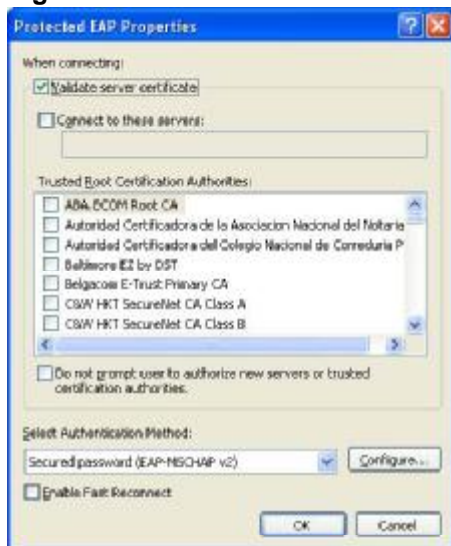 Protected EAP Properties
When connecting:
Validate server certificate
Connect to these servers:
Trusted Root Certification Authorities:
ABA.ECOM Root CA
Autoridad Certificadora de la Asociacion Nacional del Notaria
Autoridad Certificadora del Colegio Nacional de Correduria P
Baltimore EZ by DST
Belgacom E-Trust Primary CA
C&W HKT SecureNet CA Class A
C&W HKT SecureNet CA Class B
Do not prompt user to authorize new servers or trusted
certification authorities.
Select Authentication Method:
Secured password (EAP-MSCHAP v2)
Configure...
Enable Fast Reconnect
OK
Cancel